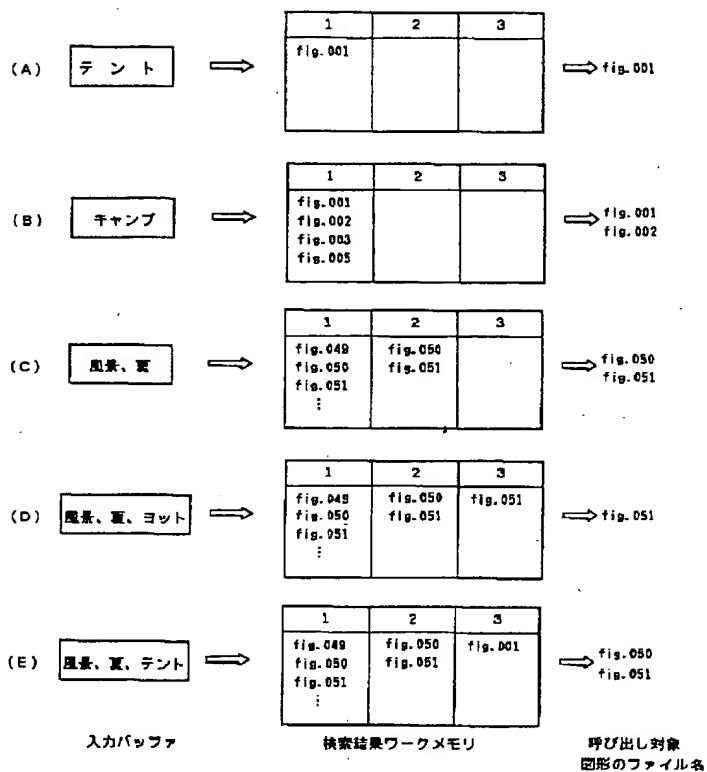 1 2 3
(A) テント fig.001 fig.001
1 2 3
(B) キャンプ fig.001 fig.001
fig.002 fig.002
fig.003
fig.005
1 2 3
(C) 風景、夏 fig.049 fig.050 fig.050
fig.050 fig.051 fig.051
fig.051
⋮
1 2 3
(D) 風景、夏、ヨット fig.049 fig.050 fig.051 fig.051
fig.050 fig.051
fig.051
⋮
1 2 3
(E) 風景、夏、テント fig.049 fig.050 fig.001 fig.050
fig.050 fig.051 fig.051
fig.051
⋮
入力バッファ 検索結果ワークメモリ 呼び出し対象
図形のファイル名